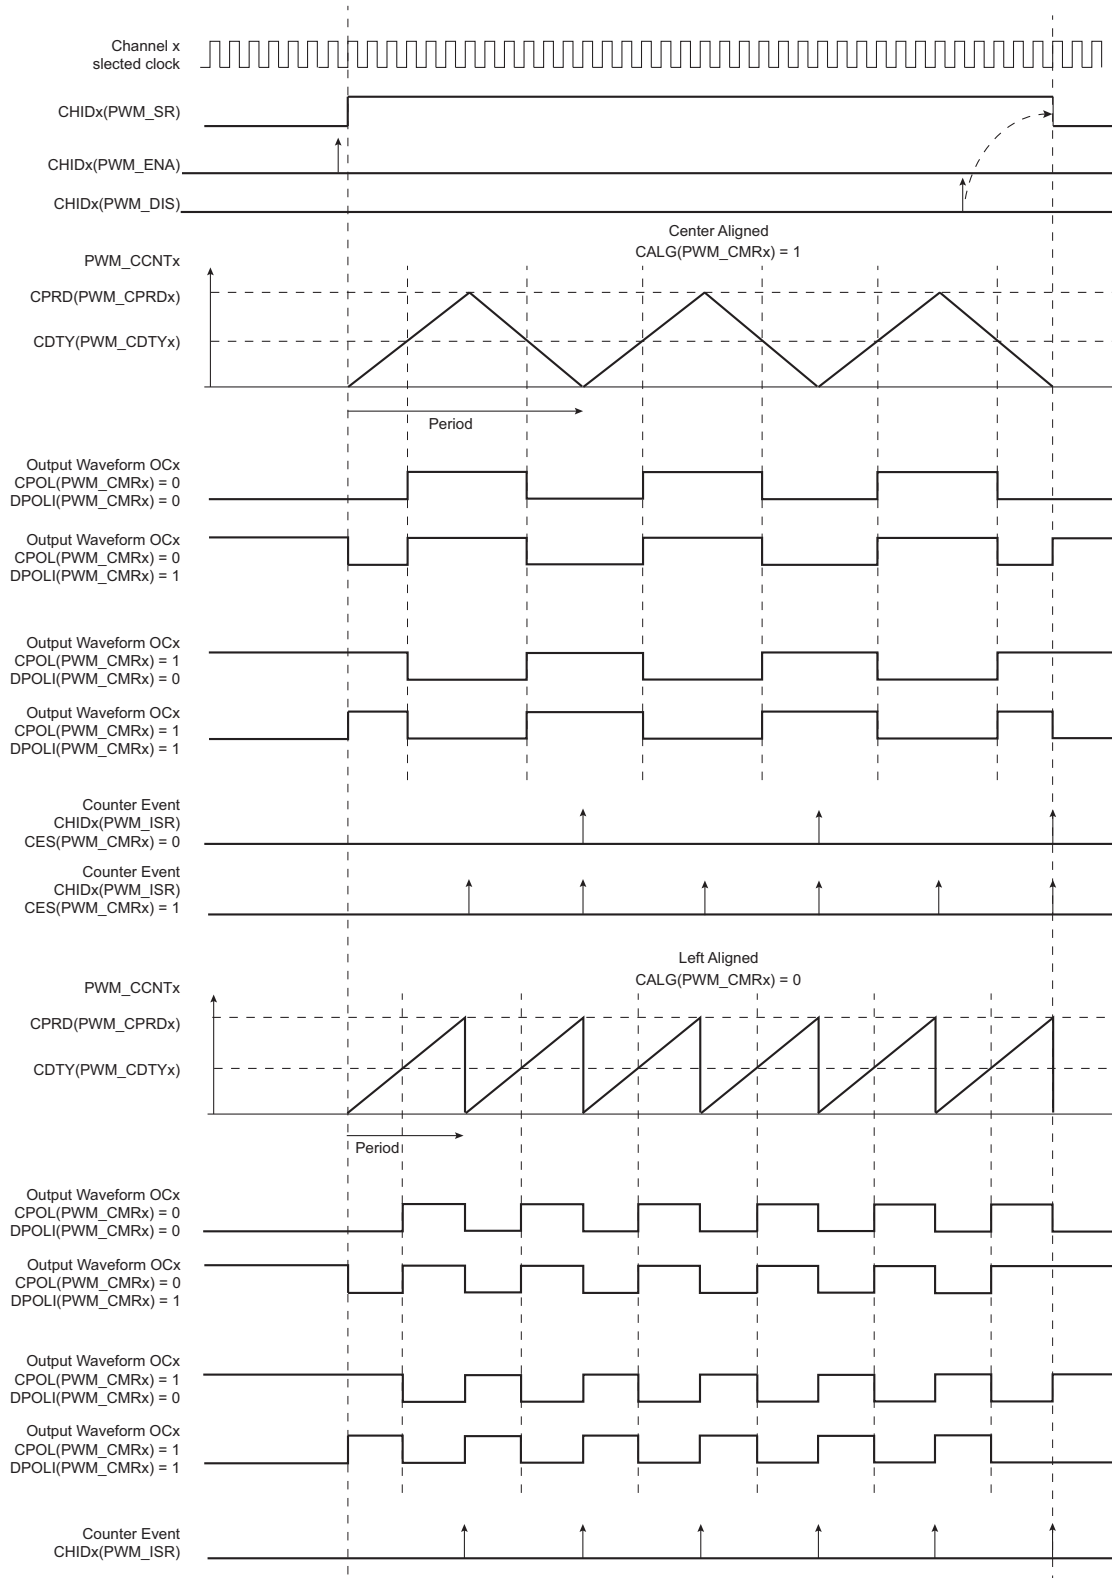 Channel x
slected clock
CHIDx(PWM_SR)
CHIDx(PWM_ENA)
CHIDx(PWM_DIS)
Center Aligned
CALG(PWM_CMRx) = 1
PWM_CCNTx
CPRD(PWM_CPRDx)
CDTY(PWM_CDTYx)
Period
Output Waveform OCx
CPOL(PWM_CMRx) = 0
DPOLI(PWM_CMRx) = 0
Output Waveform OCx
CPOL(PWM_CMRx) = 0
DPOLI(PWM_CMRx) = 1
Output Waveform OCx
CPOL(PWM_CMRx) = 1
DPOLI(PWM_CMRx) = 0
Output Waveform OCx
CPOL(PWM_CMRx) = 1
DPOLI(PWM_CMRx) = 1
Counter Event
CHIDx(PWM_ISR)
CES(PWM_CMRx) = 0
Counter Event
CHIDx(PWM_ISR)
CES(PWM_CMRx) = 1
Left Aligned
CALG(PWM_CMRx) = 0
PWM_CCNTx
CPRD(PWM_CPRDx)
CDTY(PWM_CDTYx)
Period
Output Waveform OCx
CPOL(PWM_CMRx) = 0
DPOLI(PWM_CMRx) = 0
Output Waveform OCx
CPOL(PWM_CMRx) = 0
DPOLI(PWM_CMRx) = 1
Output Waveform OCx
CPOL(PWM_CMRx) = 1
DPOLI(PWM_CMRx) = 0
Output Waveform OCx
CPOL(PWM_CMRx) = 1
DPOLI(PWM_CMRx) = 1
Counter Event
CHIDx(PWM_ISR)